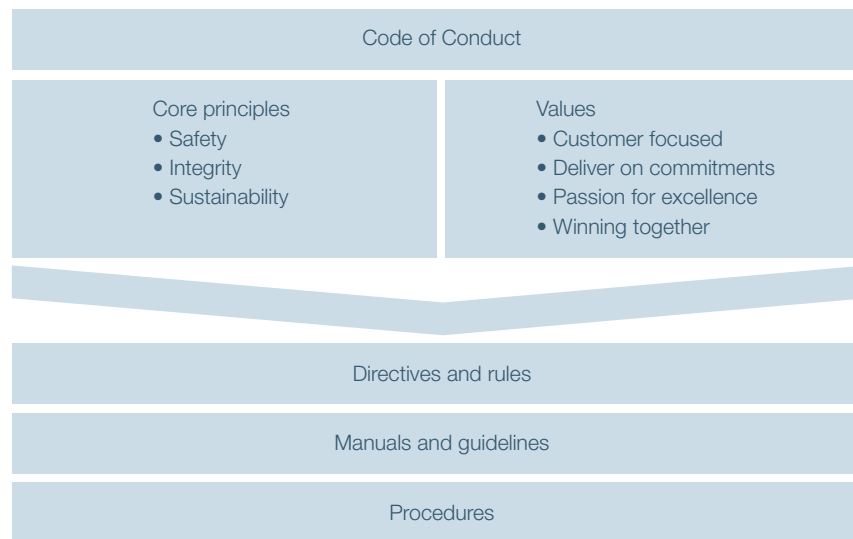 Code of Conduct
Core principles
• Safety
• Integrity
• Sustainability
Values
• Customer focused
• Deliver on commitments
• Passion for excellence
• Winning together
Directives and rules
Manuals and guidelines
Procedures